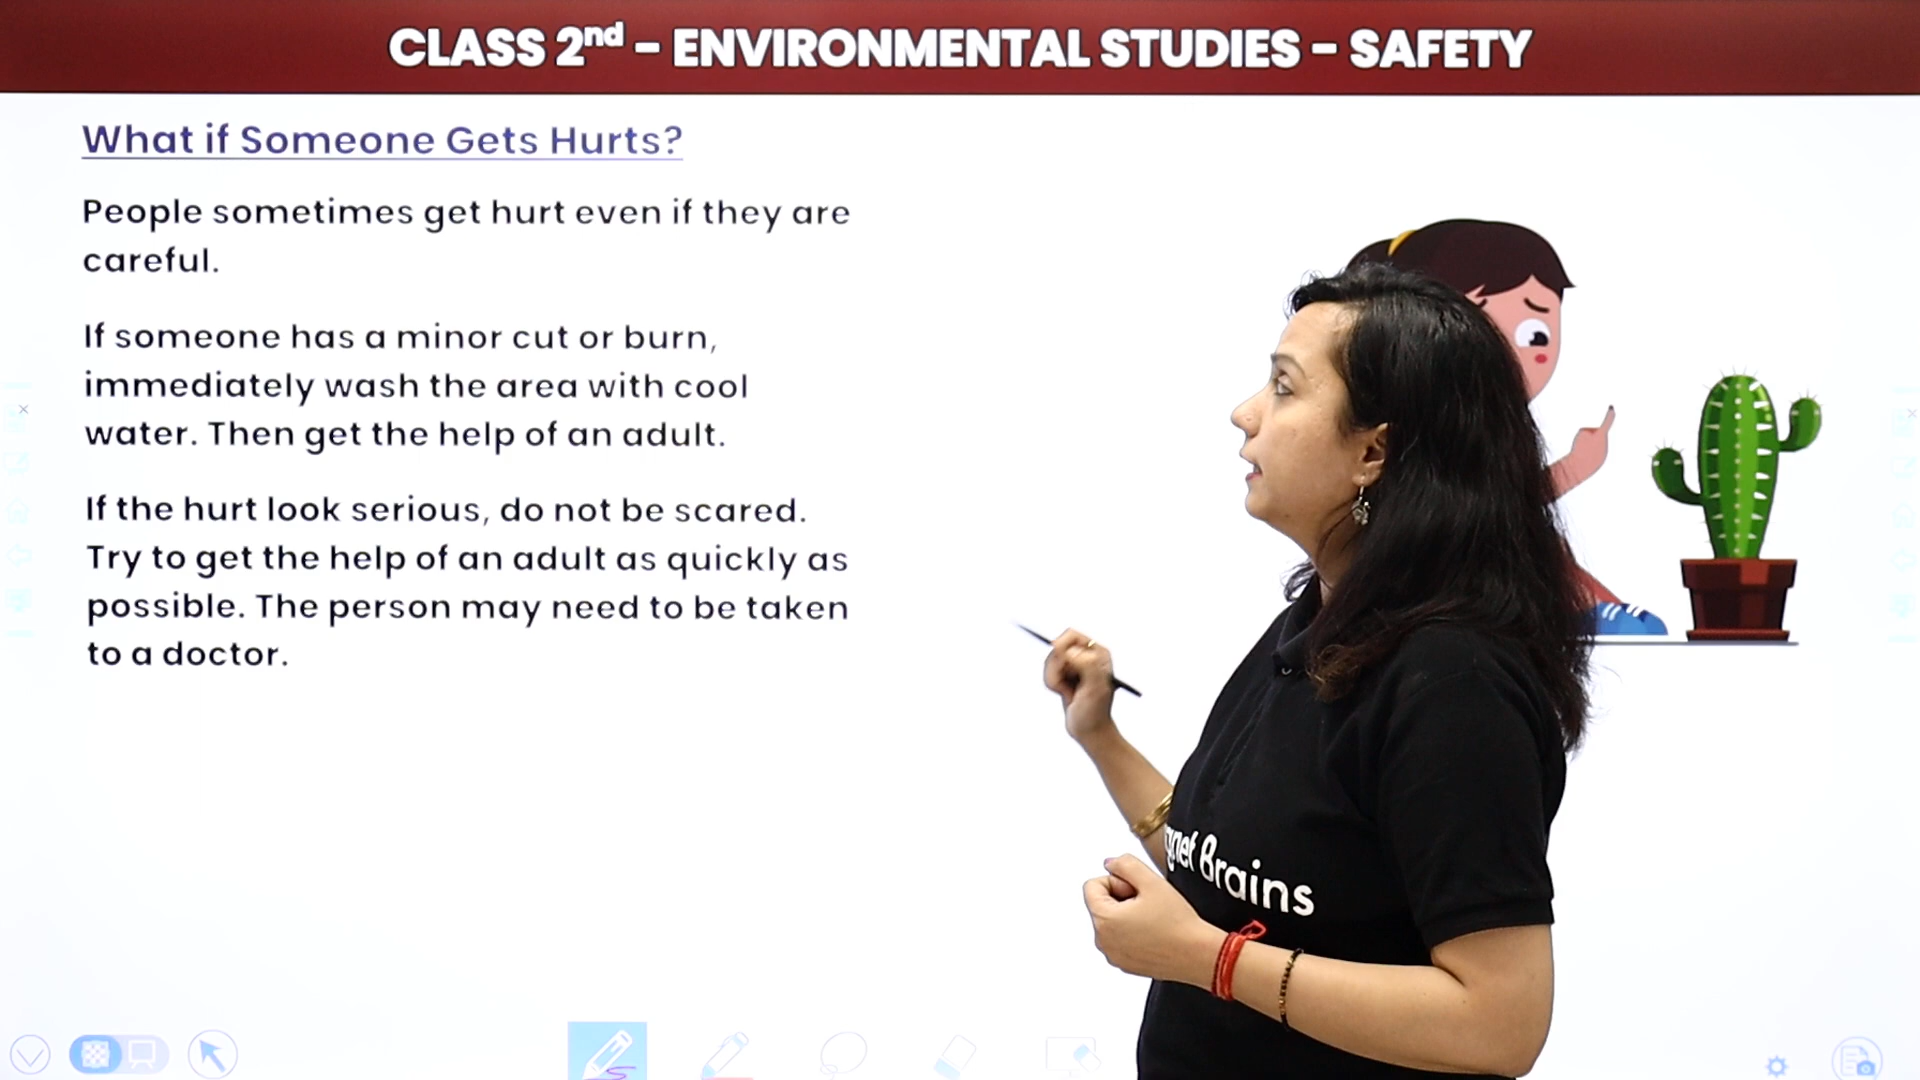 CLASS 2nd - ENVIRONMENTAL STUDIES - SAFETY
What if Someone Gets Hurts?
People sometimes get hurt even if they are
careful.
If someone has a minor cut or burn,
immediately wash the area with cool
water. Then get the help of an adult.
If the hurt look serious, do not be scared.
Try to get the help of an adult as quickly as
possible. The person may need to be taken
to a doctor.
Brains